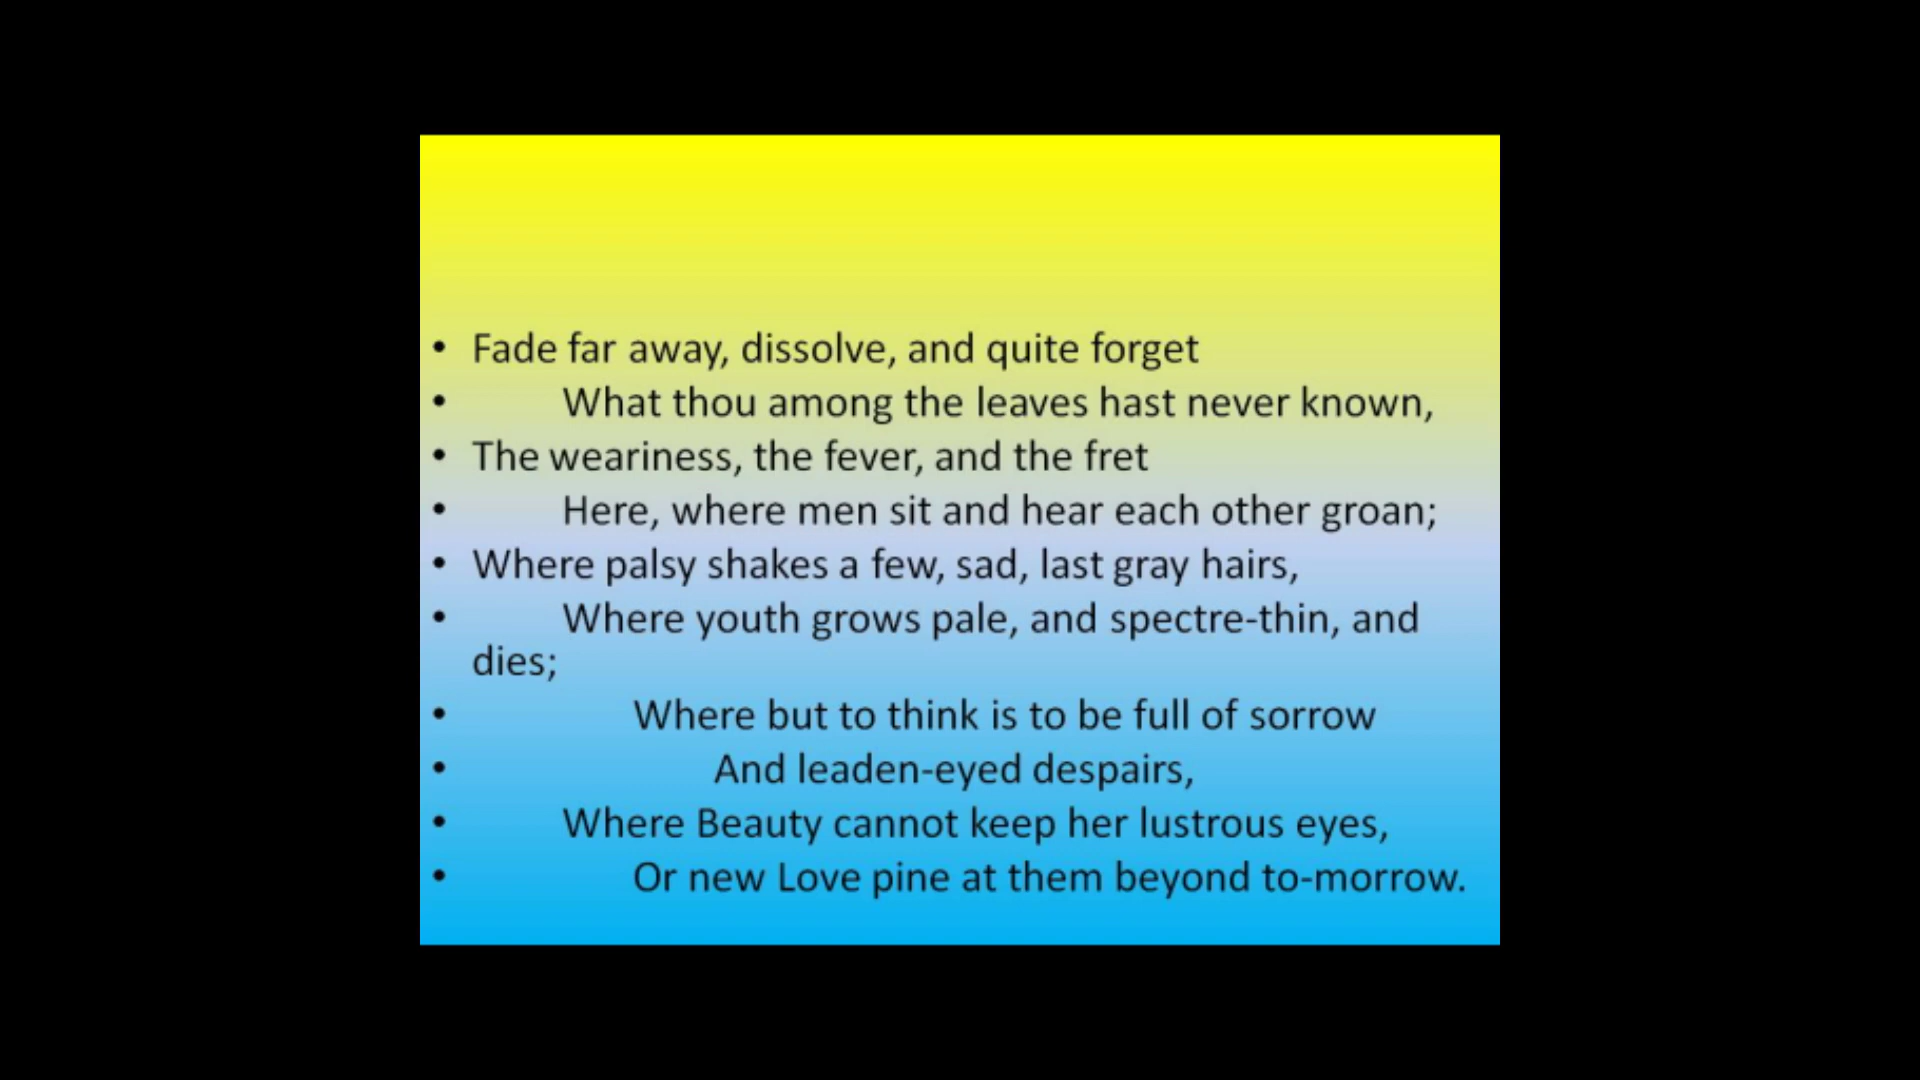 • Fade far away, dissolve, and quite forget
• What thou among the leaves hast never known,
• The weariness, the fever, and the fret
• Here, where men sit and hear each other groan;
• Where palsy shakes a few, sad, last gray hairs,
• Where youth grows pale, and spectre-thin, and
dies;
• Where but to think is to be full of sorrow
• And leaden-eyed despairs,
• Where Beauty cannot keep her lustrous eyes,
• Or new Love pine at them beyond to-morrow.